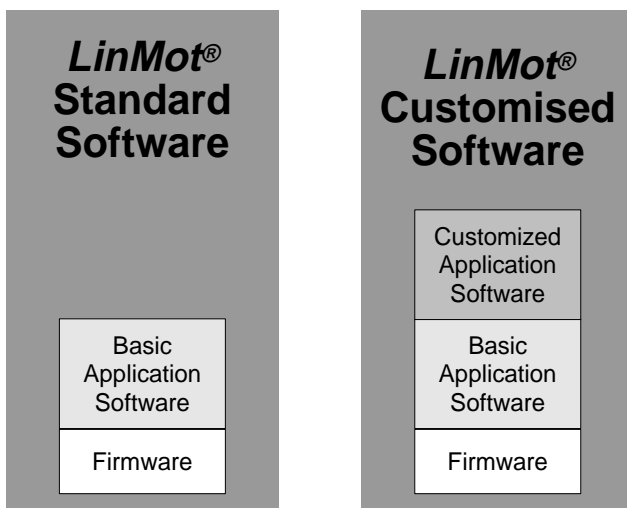 LinMot®
Standard
Software
Basic
Application
Software
Firmware
LinMot®
Customised
Software
Customized
Application
Software
Basic
Application
Software
Firmware